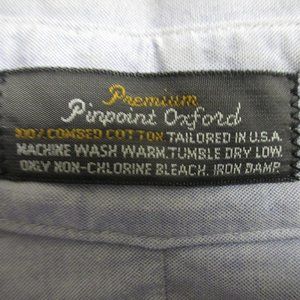 Premium
Pinpoint Oxford
100% COMBED COTTON. TAILORED IN U.S.A.
MACHINE WASH WARM. TUMBLE DRY LOW.
ONLY NON-CHLORINE BLEACH. IRON DAMP.